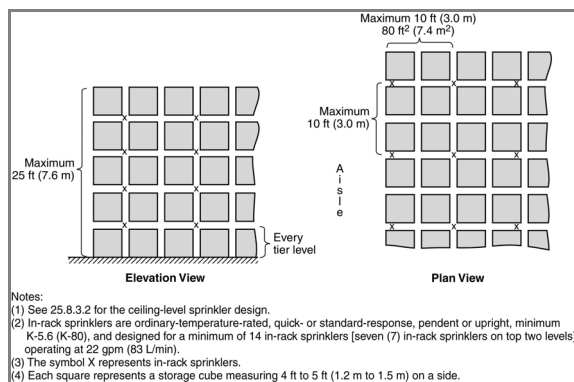 Maximum 10 ft (3.0 m)
80 ft² (7.4 m²)
x x x
Maximum
10 ft (3.0 m)
x x x
A
i
s
l
e
x x x
Plan View
x x
x x
Maximum
25 ft (7.6 m)
x x
x x
Every
tier level
Elevation View
Notes:
(1) See 25.8.3.2 for the ceiling-level sprinkler design.
(2) In-rack sprinklers are ordinary-temperature-rated, quick- or standard-response, pendent or upright, minimum
K-5.6 (K-80), and designed for a minimum of 14 in-rack sprinklers [seven (7) in-rack sprinklers on top two levels]
operating at 22 gpm (83 L/min).
(3) The symbol X represents in-rack sprinklers.
(4) Each square represents a storage cube measuring 4 ft to 5 ft (1.2 m to 1.5 m) on a side.